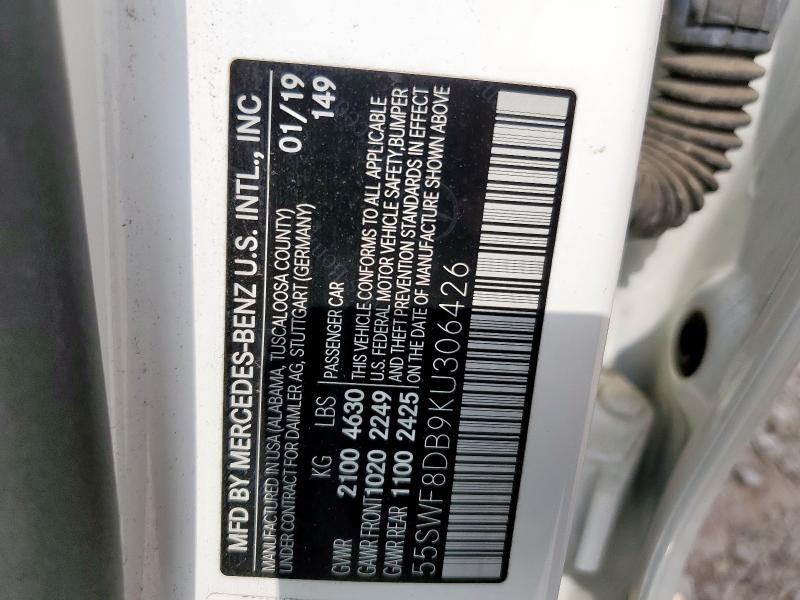 MFD BY MERCEDES-BENZ U.S. INTL., INC
MANUFACTURED IN USA (ALABAMA, TUSCALOOSA COUNTY) 01/19
UNDER CONTRACT FOR DAIMLER AG, STUTTGART (GERMANY) 149
KG LBS PASSENGER CAR
GVWR 2100 4630 THIS VEHICLE CONFORMS TO ALL APPLICABLE
GAWR FRONT 1020 2249 U.S. FEDERAL MOTOR VEHICLE SAFETY, BUMPER
GAWR REAR 1100 2425 AND THEFT PREVENTION STANDARDS IN EFFECT
ON THE DATE OF MANUFACTURE SHOWN ABOVE
55SWF8DB9KU306426